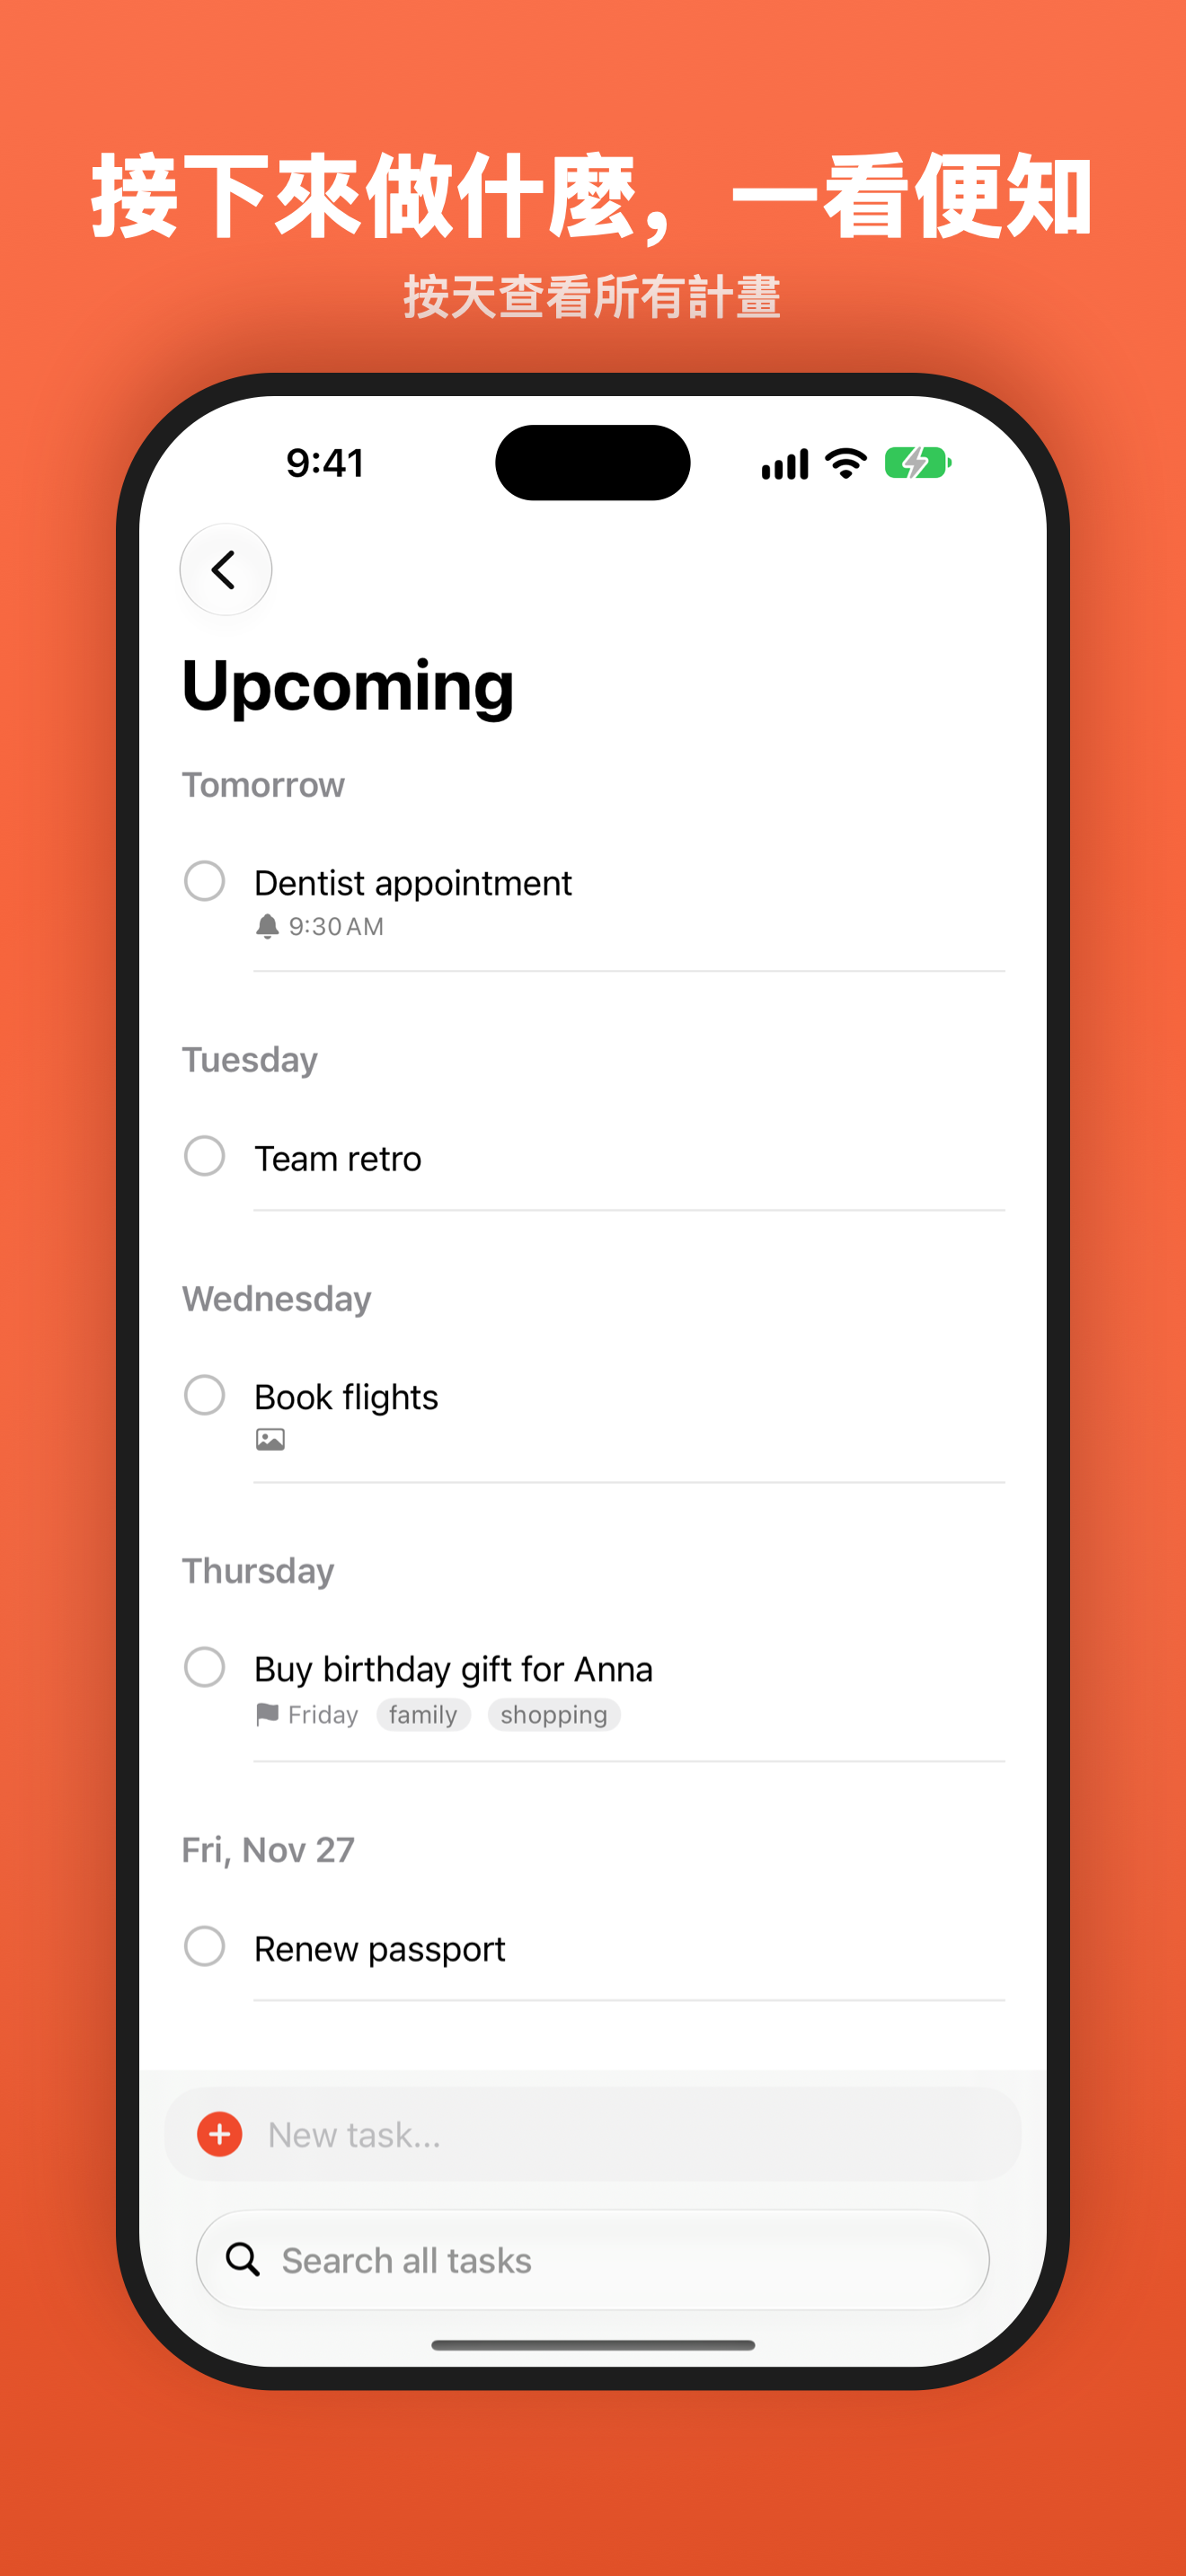 接下來做什麼，一看便知
按天查看所有計畫
9:41
Upcoming
Tomorrow
Dentist appointment
9:30 AM
Tuesday
Team retro
Wednesday
Book flights
Thursday
Buy birthday gift for Anna
Friday family shopping
Fri, Nov 27
Renew passport
New task...
Search all tasks